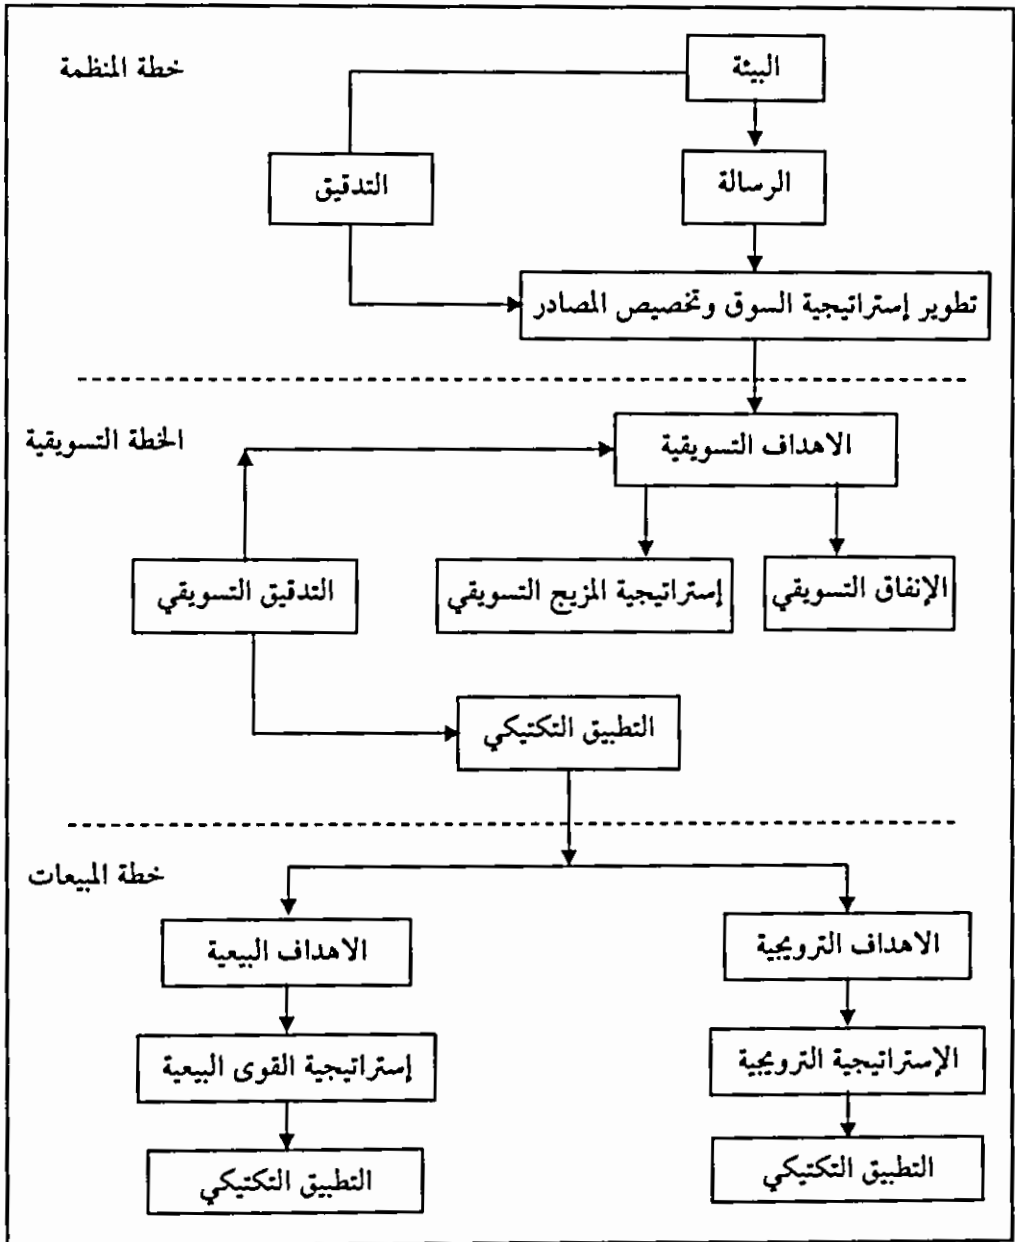 خطة المنظمة
البيئة
التدقيق
الرسالة
تطوير إستراتيجية السوق وتخصيص المصادر
الخطة التسويقية
الاهداف التسويقية
الإنفاق التسويقي
إستراتيجية المزيج التسويقي
التدقيق التسويقي
التطبيق التكتيكي
خطة المبيعات
الاهداف الترويجية
الاهداف البيعية
الإستراتيجية الترويجية
إستراتيجية القوى البيعية
التطبيق التكتيكي
التطبيق التكتيكي